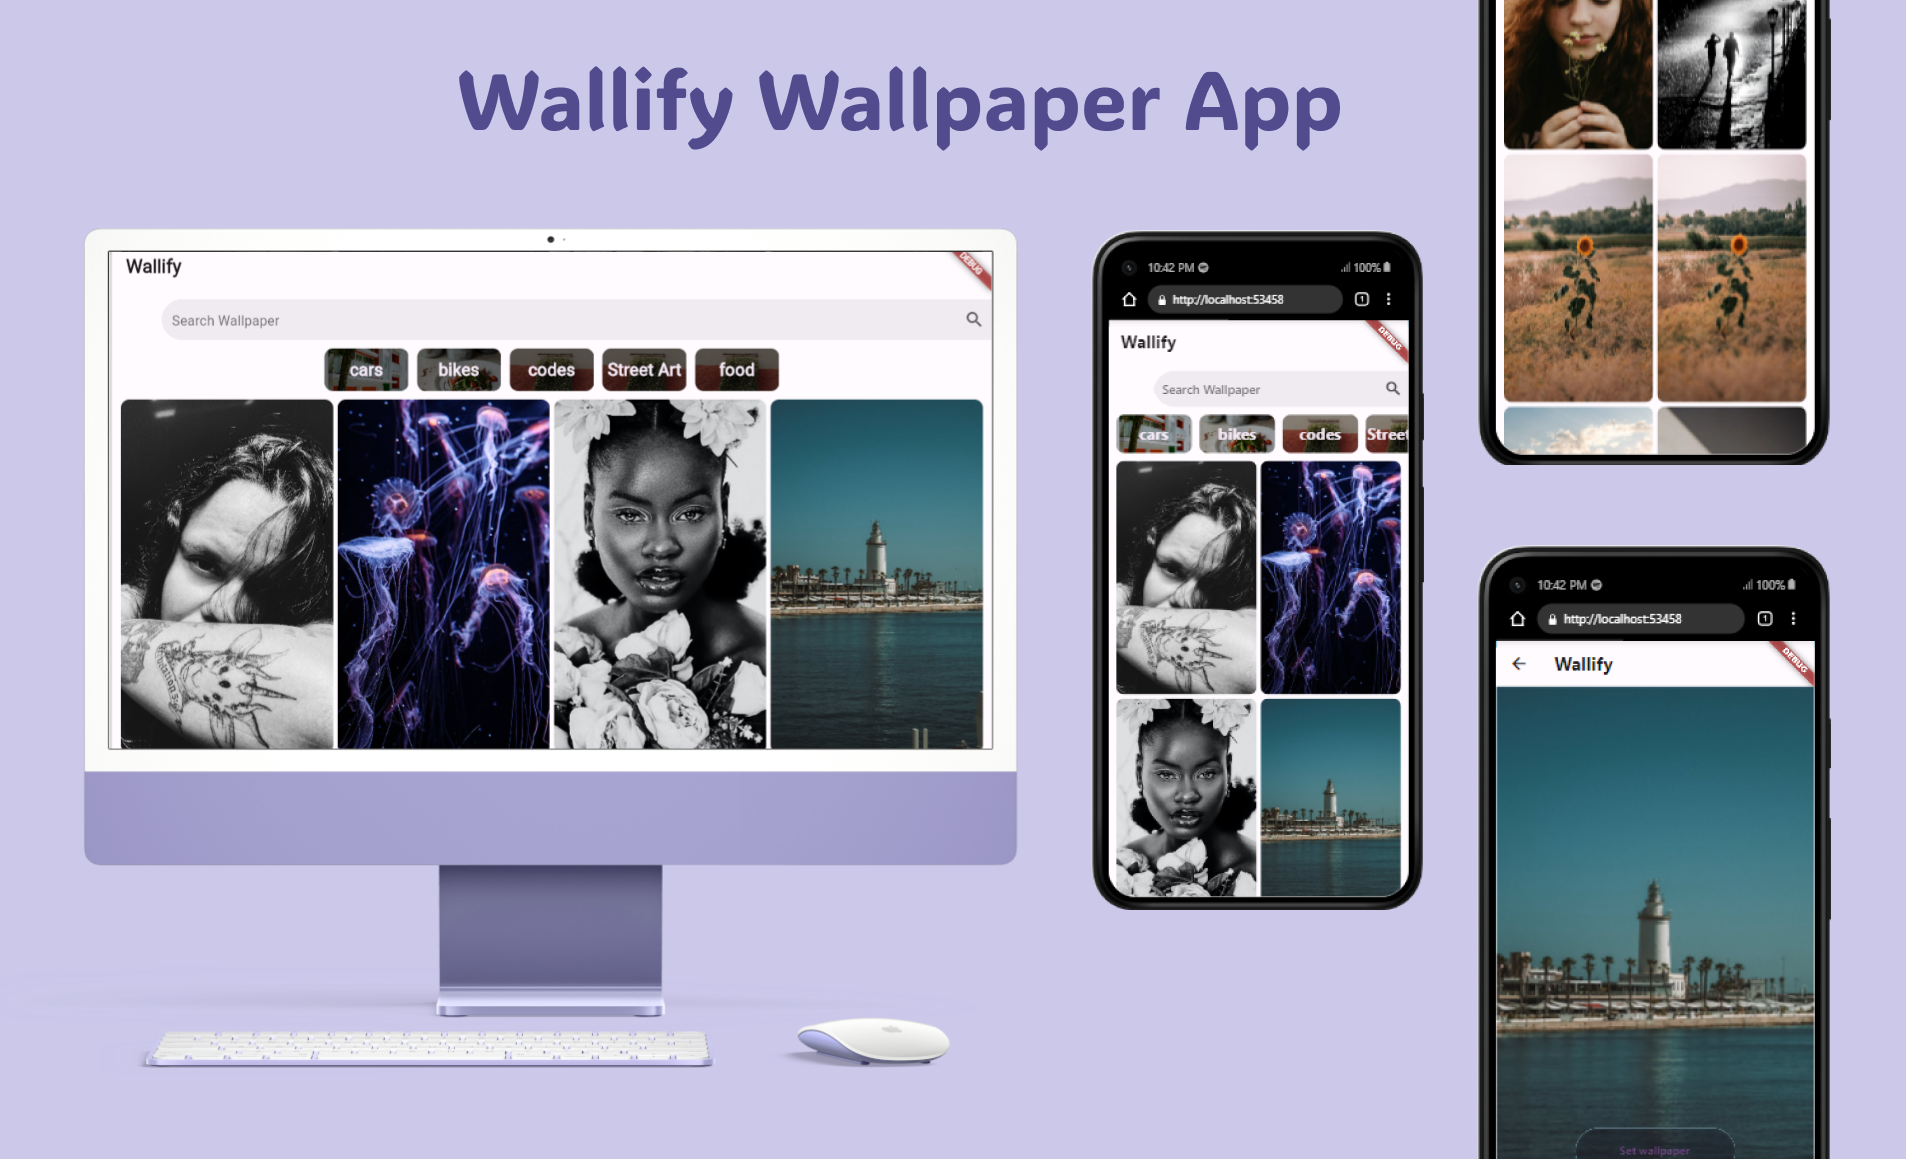 Wallify Wallpaper App
Wallify
DEBUG
Search Wallpaper
cars bikes codes Street Art food
10:42 PM 100%
http://localhost:53458 1
Wallify
DEBUG
Search Wallpaper
cars bikes codes Street
10:42 PM 100%
http://localhost:53458 1
Wallify
DEBUG
Set wallpaper